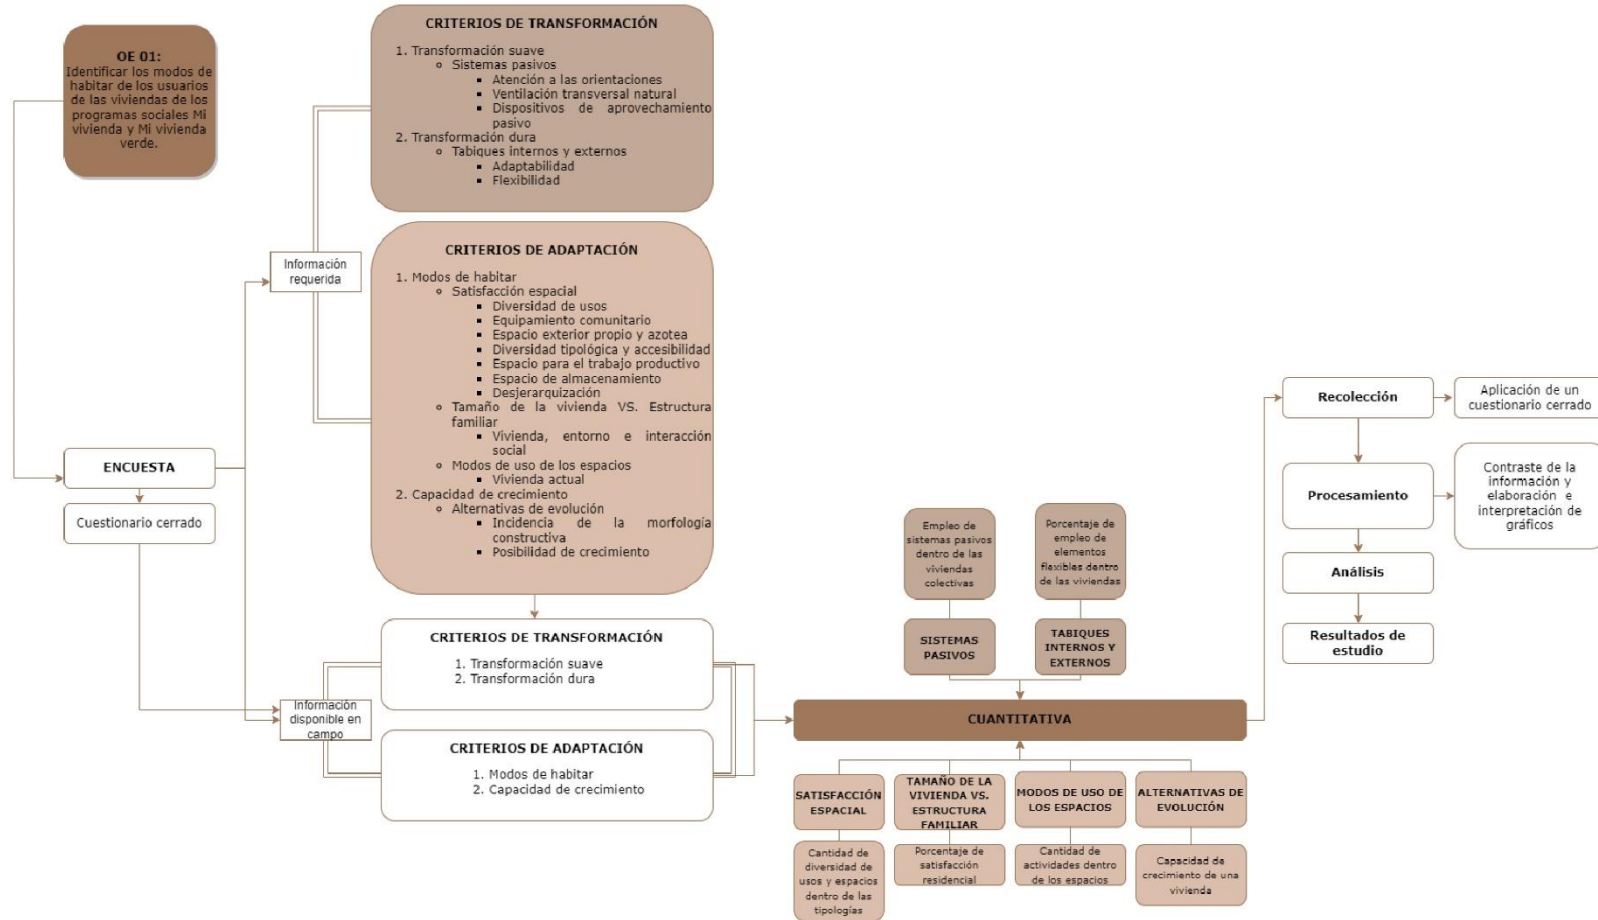 OE 01:
Identificar los modos de
habitar de los usuarios
de las viviendas de los
programas sociales Mi
vivienda y Mi vivienda
verde.
CRITERIOS DE TRANSFORMACIÓN
1. Transformación suave
Sistemas pasivos
Atención a las orientaciones
Ventilación transversal natural
Dispositivos de aprovechamiento
pasivo
2. Transformación dura
Tabiques internos y externos
Adaptabilidad
Flexibilidad
Información
requerida
CRITERIOS DE ADAPTACIÓN
1. Modos de habitar
Satisfacción espacial
Diversidad de usos
Equipamiento comunitario
Espacio exterior propio y azotea
Diversidad tipológica y accesibilidad
Espacio para el trabajo productivo
Espacio de almacenamiento
Desjerarquización
Tamaño de la vivienda VS. Estructura
familiar
Vivienda, entorno e interacción
social
Modos de uso de los espacios
Vivienda actual
2. Capacidad de crecimiento
Alternativas de evolución
Incidencia de la morfología
constructiva
Posibilidad de crecimiento
ENCUESTA
Cuestionario cerrado
Información
disponible en
campo
CRITERIOS DE TRANSFORMACIÓN
1. Transformación suave
2. Transformación dura
CRITERIOS DE ADAPTACIÓN
1. Modos de habitar
2. Capacidad de crecimiento
Empleo de
sistemas pasivos
dentro de las
viviendas
colectivas
Porcentaje de
empleo de
elementos
flexibles dentro
de las viviendas
SISTEMAS
PASIVOS
TABIQUES
INTERNOS Y
EXTERNOS
CUANTITATIVA
SATISFACCIÓN
ESPACIAL
TAMAÑO DE LA
VIVIENDA VS.
ESTRUCTURA
FAMILIAR
MODOS DE USO DE
LOS ESPACIOS
ALTERNATIVAS DE
EVOLUCIÓN
Cantidad de
diversidad de
usos y espacios
dentro de las
tipologías
Porcentaje de
satisfacción
residencial
Cantidad de
actividades dentro
de los espacios
Capacidad de
crecimiento de una
vivienda
Recolección
Aplicación de un
cuestionario cerrado
Procesamiento
Contraste de la
información y
elaboración e
interpretación de
gráficos
Análisis
Resultados de
estudio